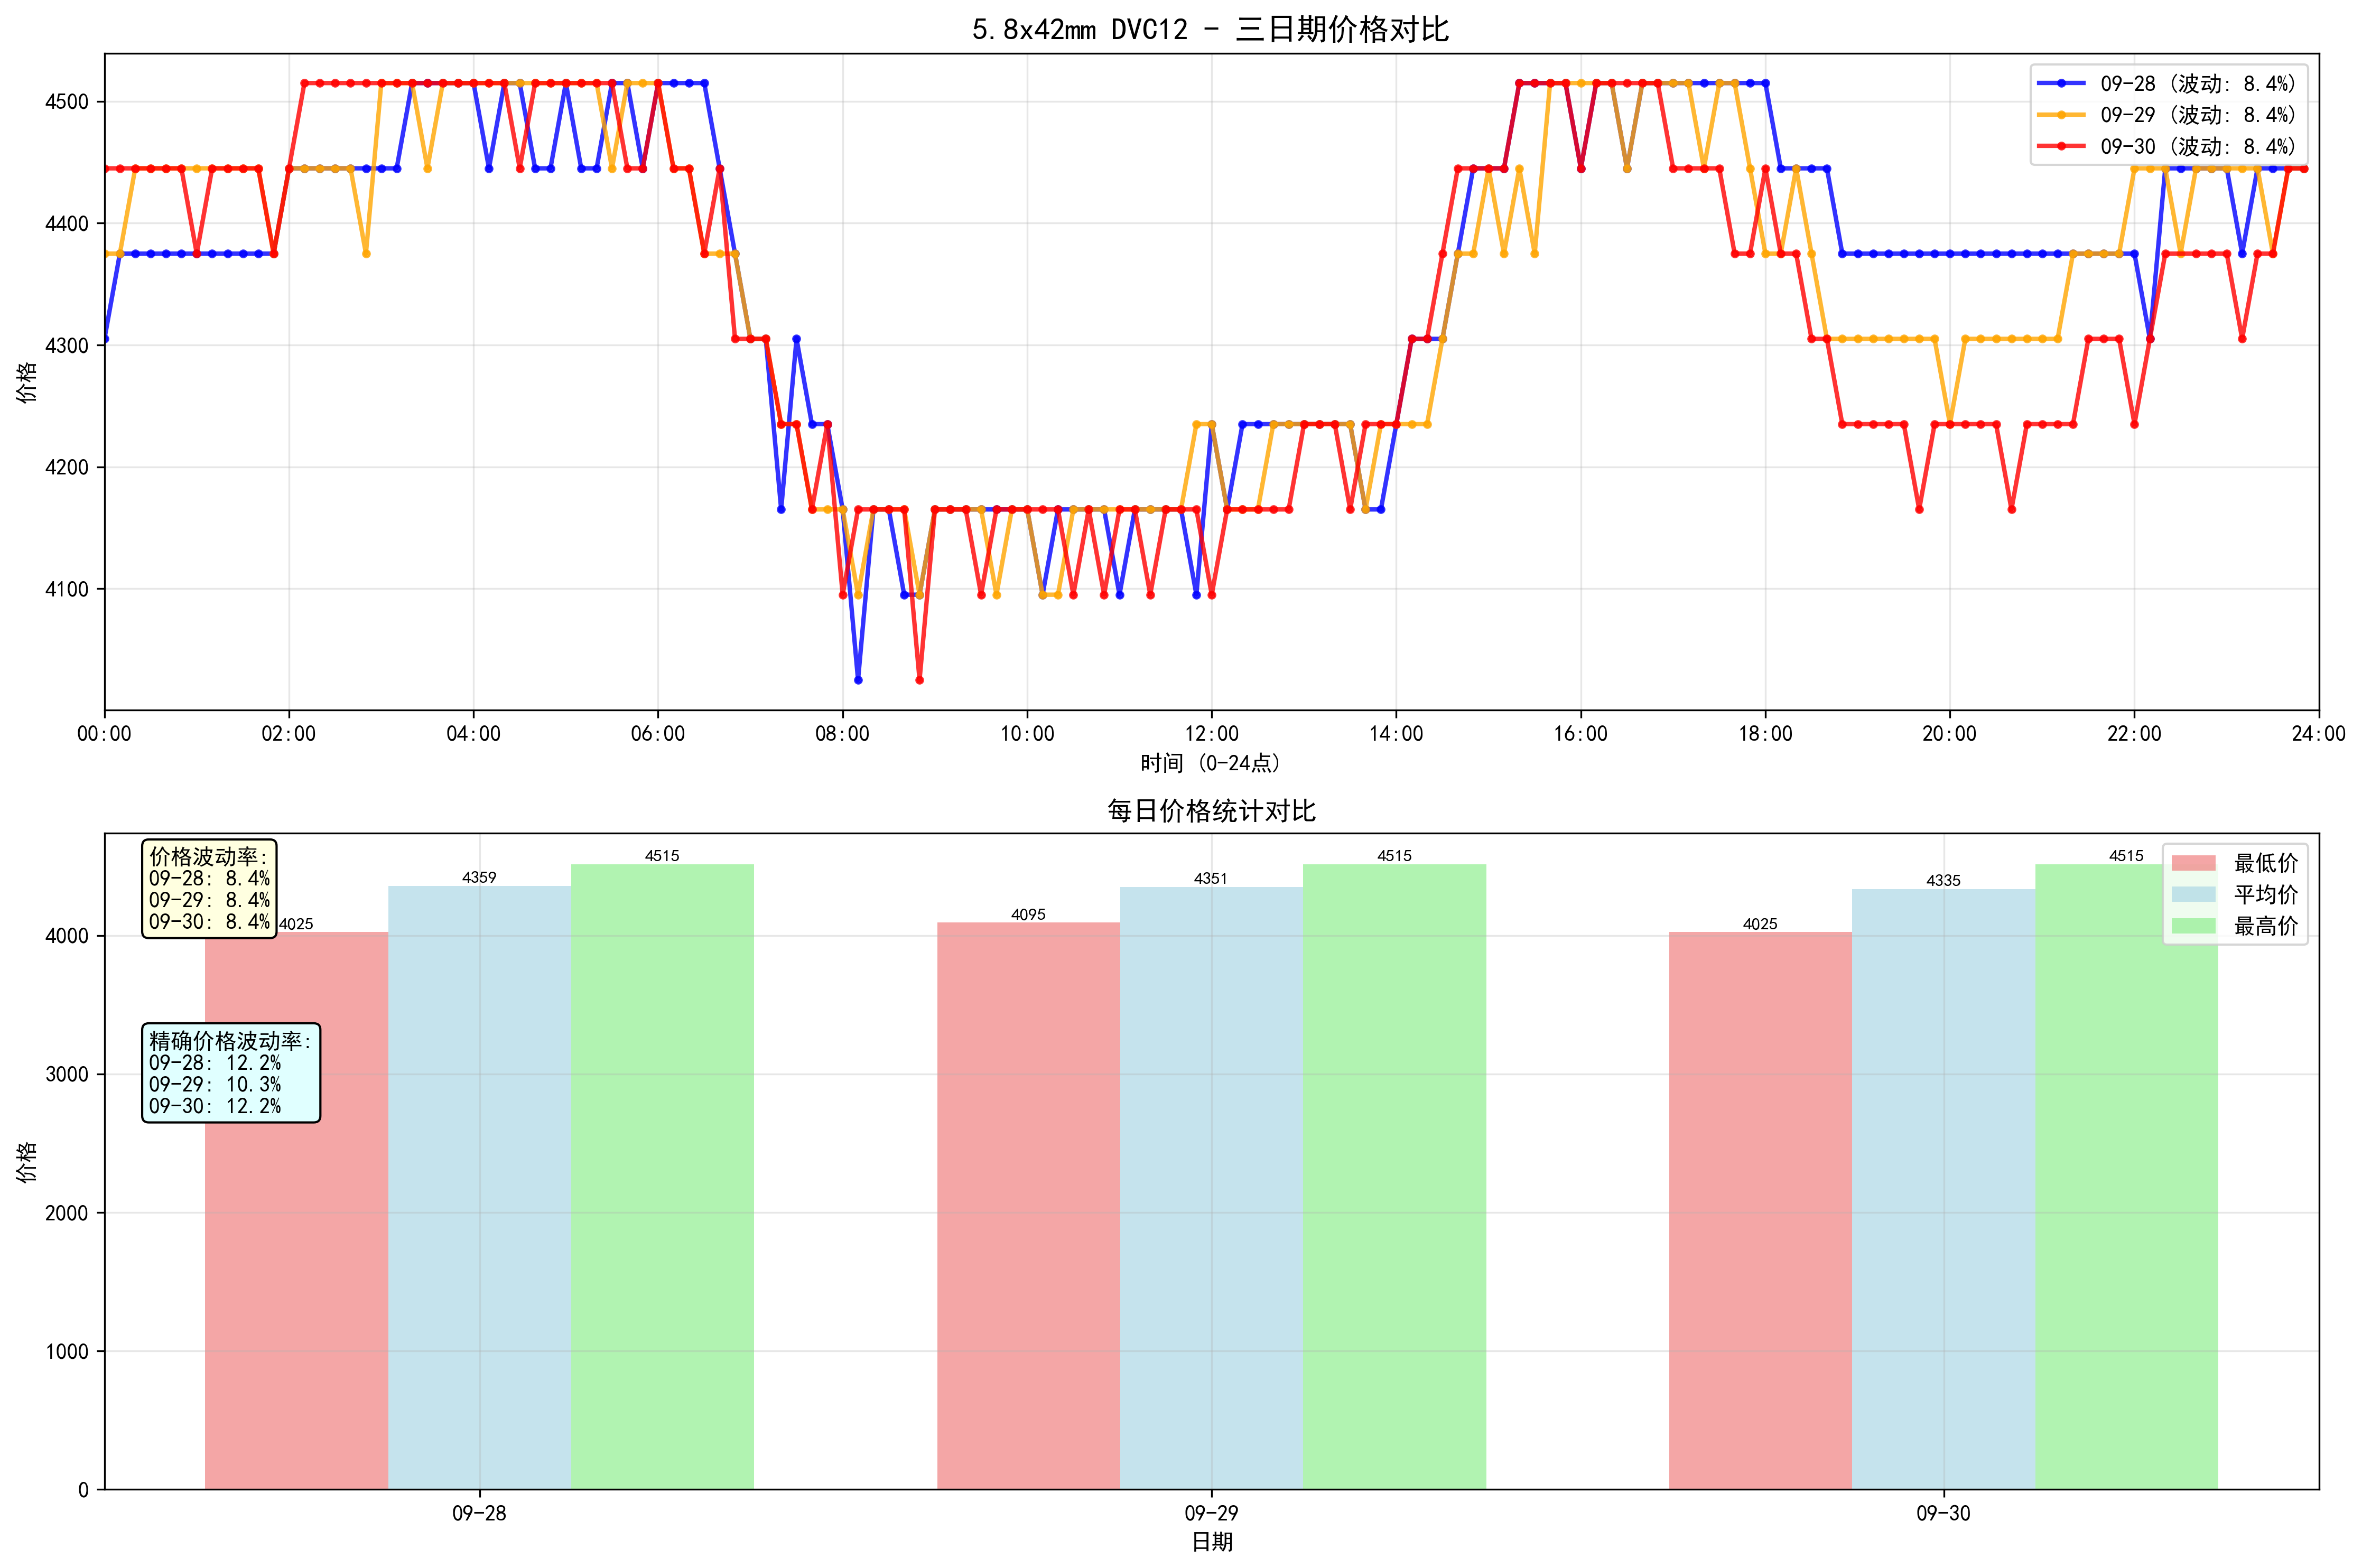 5.8x42mm DVC12 - 三日期价格对比
09-28 (波动: 8.4%)
09-29 (波动: 8.4%)
09-30 (波动: 8.4%)
价格
4500
4400
4300
4200
4100
00:00 02:00 04:00 06:00 08:00 10:00 12:00 14:00 16:00 18:00 20:00 22:00 24:00
时间 (0-24点)
每日价格统计对比
价格波动率:
09-28: 8.4%
09-29: 8.4%
09-30: 8.4%
精确价格波动率:
09-28: 12.2%
09-29: 10.3%
09-30: 12.2%
4025 4359 4515 4095 4351 4515 4025 4335 4515
最低价
平均价
最高价
价格
4000
3000
2000
1000
0
09-28 09-29 09-30
日期